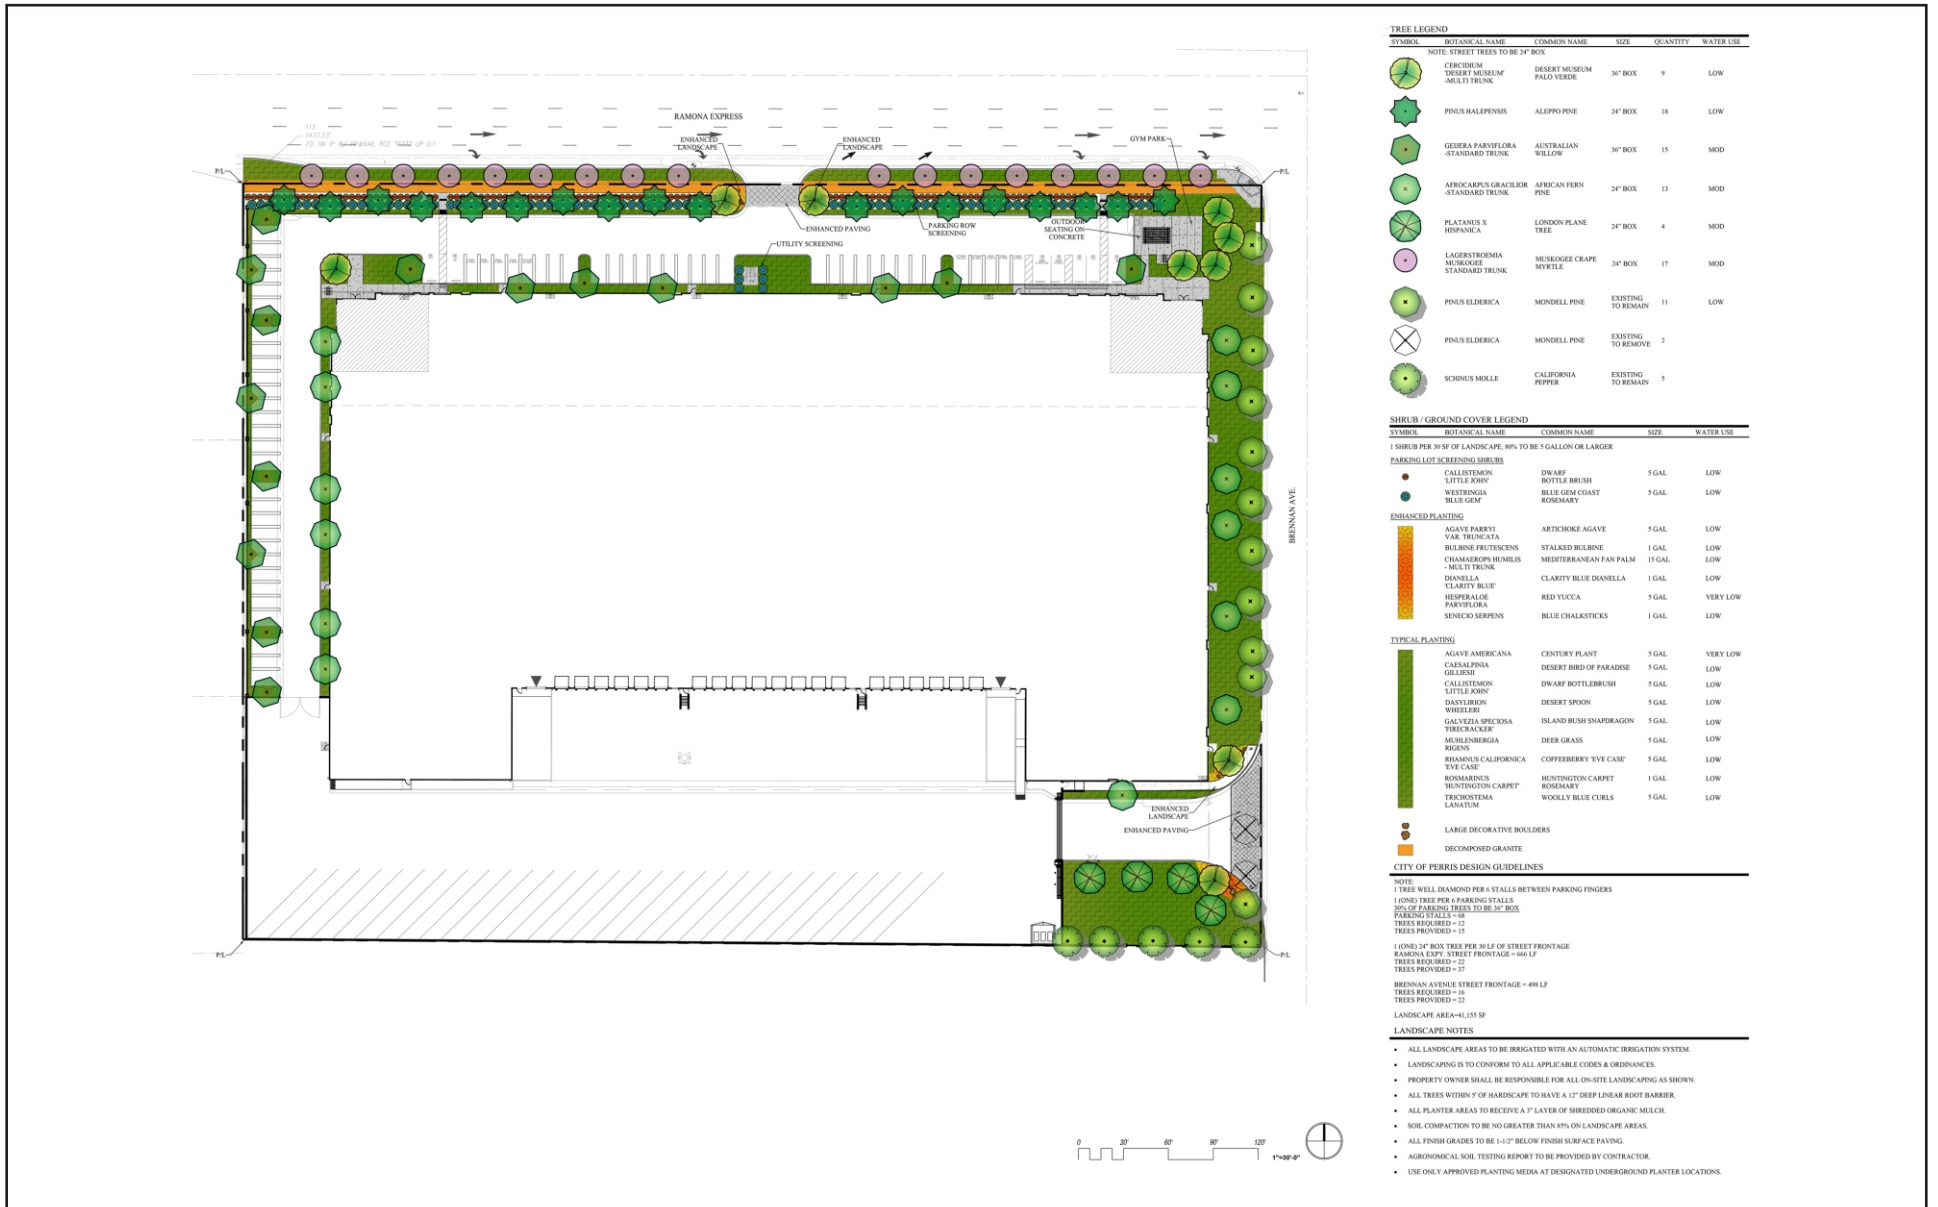 113
1477.03'
RAMONA EXPRESS
ENHANCED
LANDSCAPE
ENHANCED
LANDSCAPE
GYM PARK
P/L
P/L
OUTDOOR
SEATING ON
CONCRETE
ENHANCED PAVING
PARKING ROW
SCREENING
UTILITY SCREENING
BRENNAN AVE.
ENHANCED
LANDSCAPE
ENHANCED PAVING
P/L
P/L
0 30' 60' 90' 120'
1"=30'-0"
TREE LEGEND
SYMBOL BOTANICAL NAME COMMON NAME SIZE QUANTITY WATER USE
NOTE: STREET TREES TO BE 24" BOX
CERCIDIUM
'DESERT MUSEUM' DESERT MUSEUM 36" BOX 9 LOW
-MULTI TRUNK PALO VERDE
PINUS HALEPENSIS ALEPPO PINE 24" BOX 18 LOW
GEIJERA PARVIFLORA AUSTRALIAN 36" BOX 15 MOD
-STANDARD TRUNK WILLOW
AFROCARPUS GRACILIOR AFRICAN FERN 24" BOX 13 MOD
-STANDARD TRUNK PINE
PLATANUS X LONDON PLANE 24" BOX 4 MOD
HISPANICA TREE
LAGERSTROEMIA
MUSKOGEE MUSKOGEE CRAPE 24" BOX 17 MOD
STANDARD TRUNK MYRTLE
PINUS ELDERICA MONDELL PINE EXISTING 11 LOW
TO REMAIN
PINUS ELDERICA MONDELL PINE EXISTING 2
TO REMOVE
SCHINUS MOLLE CALIFORNIA EXISTING 5
PEPPER TO REMAIN
SHRUB / GROUND COVER LEGEND
SYMBOL BOTANICAL NAME COMMON NAME SIZE WATER USE
1 SHRUB PER 30 SF OF LANDSCAPE, 80% TO BE 5 GALLON OR LARGER
PARKING LOT SCREENING SHRUBS
CALLISTEMON DWARF 5 GAL LOW
'LITTLE JOHN' BOTTLE BRUSH
WESTRINGIA BLUE GEM COAST 5 GAL LOW
'BLUE GEM' ROSEMARY
ENHANCED PLANTING
AGAVE PARRYI ARTICHOKE AGAVE 5 GAL LOW
VAR. TRUNCATA
BULBINE FRUTESCENS STALKED BULBINE 1 GAL LOW
CHAMAEROPS HUMILIS MEDITERRANEAN FAN PALM 15 GAL LOW
- MULTI TRUNK
DIANELLA CLARITY BLUE DIANELLA 1 GAL LOW
'CLARITY BLUE'
HESPERALOE RED YUCCA 5 GAL VERY LOW
PARVIFLORA
SENECIO SERPENS BLUE CHALKSTICKS 1 GAL LOW
TYPICAL PLANTING
AGAVE AMERICANA CENTURY PLANT 5 GAL VERY LOW
CAESALPINIA DESERT BIRD OF PARADISE 5 GAL LOW
GILLIESII
CALLISTEMON DWARF BOTTLEBRUSH 5 GAL LOW
'LITTLE JOHN'
DASYLIRION DESERT SPOON 5 GAL LOW
WHEELERI
GALVEZIA SPECIOSA ISLAND BUSH SNAPDRAGON 5 GAL LOW
'FIRECRACKER'
MUHLENBERGIA DEER GRASS 5 GAL LOW
RIGENS
RHAMNUS CALIFORNICA COFFEEBERRY 'EVE CASE' 5 GAL LOW
'EVE CASE'
ROSMARINUS HUNTINGTON CARPET 1 GAL LOW
'HUNTINGTON CARPET' ROSEMARY
TRICHOSTEMA WOOLLY BLUE CURLS 5 GAL LOW
LANATUM
LARGE DECORATIVE BOULDERS
DECOMPOSED GRANITE
CITY OF PERRIS DESIGN GUIDELINES
NOTE:
1 TREE WELL DIAMOND PER 6 STALLS BETWEEN PARKING FINGERS
1 (ONE) TREE PER 6 PARKING STALLS
30% OF PARKING TREES TO BE 36" BOX
PARKING STALLS = 68
TREES REQUIRED = 12
TREES PROVIDED = 15
1 (ONE) 24" BOX TREE PER 30 LF OF STREET FRONTAGE
RAMONA EXPY. STREET FRONTAGE = 666 LF
TREES REQUIRED = 22
TREES PROVIDED = 37
BRENNAN AVENUE STREET FRONTAGE = 498 LF
TREES REQUIRED = 16
TREES PROVIDED = 22
LANDSCAPE AREA=41,155 SF
LANDSCAPE NOTES
• ALL LANDSCAPE AREAS TO BE IRRIGATED WITH AN AUTOMATIC IRRIGATION SYSTEM.
• LANDSCAPING IS TO CONFORM TO ALL APPLICABLE CODES & ORDINANCES.
• PROPERTY OWNER SHALL BE RESPONSIBLE FOR ALL ON-SITE LANDSCAPING AS SHOWN.
• ALL TREES WITHIN 5' OF HARDSCAPE TO HAVE A 12" DEEP LINEAR ROOT BARRIER.
• ALL PLANTER AREAS TO RECEIVE A 3" LAYER OF SHREDDED ORGANIC MULCH.
• SOIL COMPACTION TO BE NO GREATER THAN 85% ON LANDSCAPE AREAS.
• ALL FINISH GRADES TO BE 1-1/2" BELOW FINISH SURFACE PAVING.
• AGRONOMICAL SOIL TESTING REPORT TO BE PROVIDED BY CONTRACTOR.
• USE ONLY APPROVED PLANTING MEDIA AT DESIGNATED UNDERGROUND PLANTER LOCATIONS.